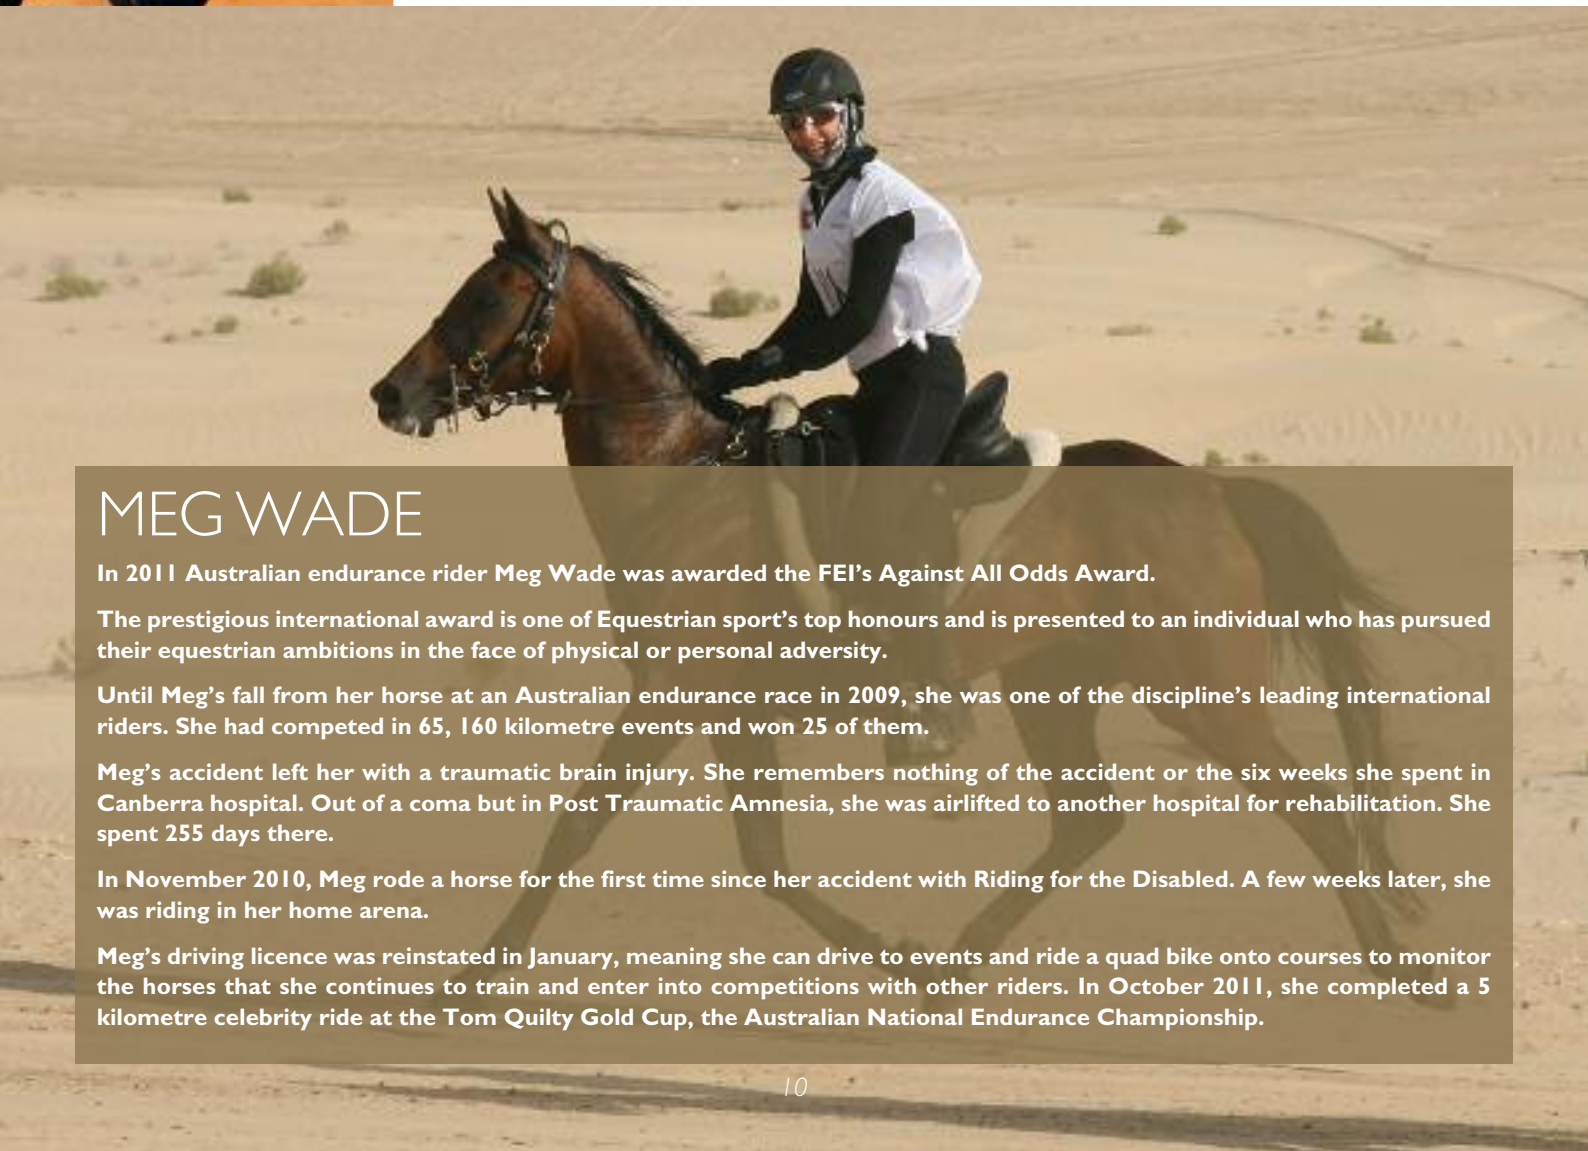 MEG WADE
In 2011 Australian endurance rider Meg Wade was awarded the FEI's Against All Odds Award.
The prestigious international award is one of Equestrian sport's top honours and is presented to an individual who has pursued
their equestrian ambitions in the face of physical or personal adversity.
Until Meg's fall from her horse at an Australian endurance race in 2009, she was one of the discipline's leading international
riders. She had competed in 65, 160 kilometre events and won 25 of them.
Meg's accident left her with a traumatic brain injury. She remembers nothing of the accident or the six weeks she spent in
Canberra hospital. Out of a coma but in Post Traumatic Amnesia, she was airlifted to another hospital for rehabilitation. She
spent 255 days there.
In November 2010, Meg rode a horse for the first time since her accident with Riding for the Disabled. A few weeks later, she
was riding in her home arena.
Meg's driving licence was reinstated in January, meaning she can drive to events and ride a quad bike onto courses to monitor
the horses that she continues to train and enter into competitions with other riders. In October 2011, she completed a 5
kilometre celebrity ride at the Tom Quilty Gold Cup, the Australian National Endurance Championship.
10